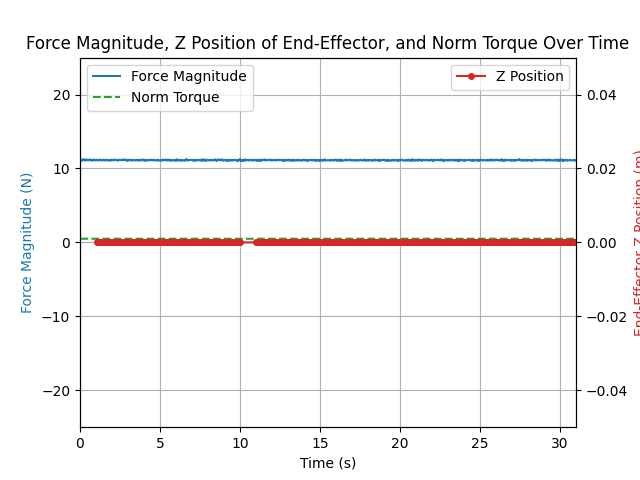 Force Magnitude, Z Position of End-Effector, and Norm Torque Over Time
Force Magnitude
Norm Torque
Z Position
20
10
0
−10
−20
0.04
0.02
0.00
−0.02
−0.04
Force Magnitude (N)
End-Effector Z Position (m)
0 5 10 15 20 25 30
Time (s)